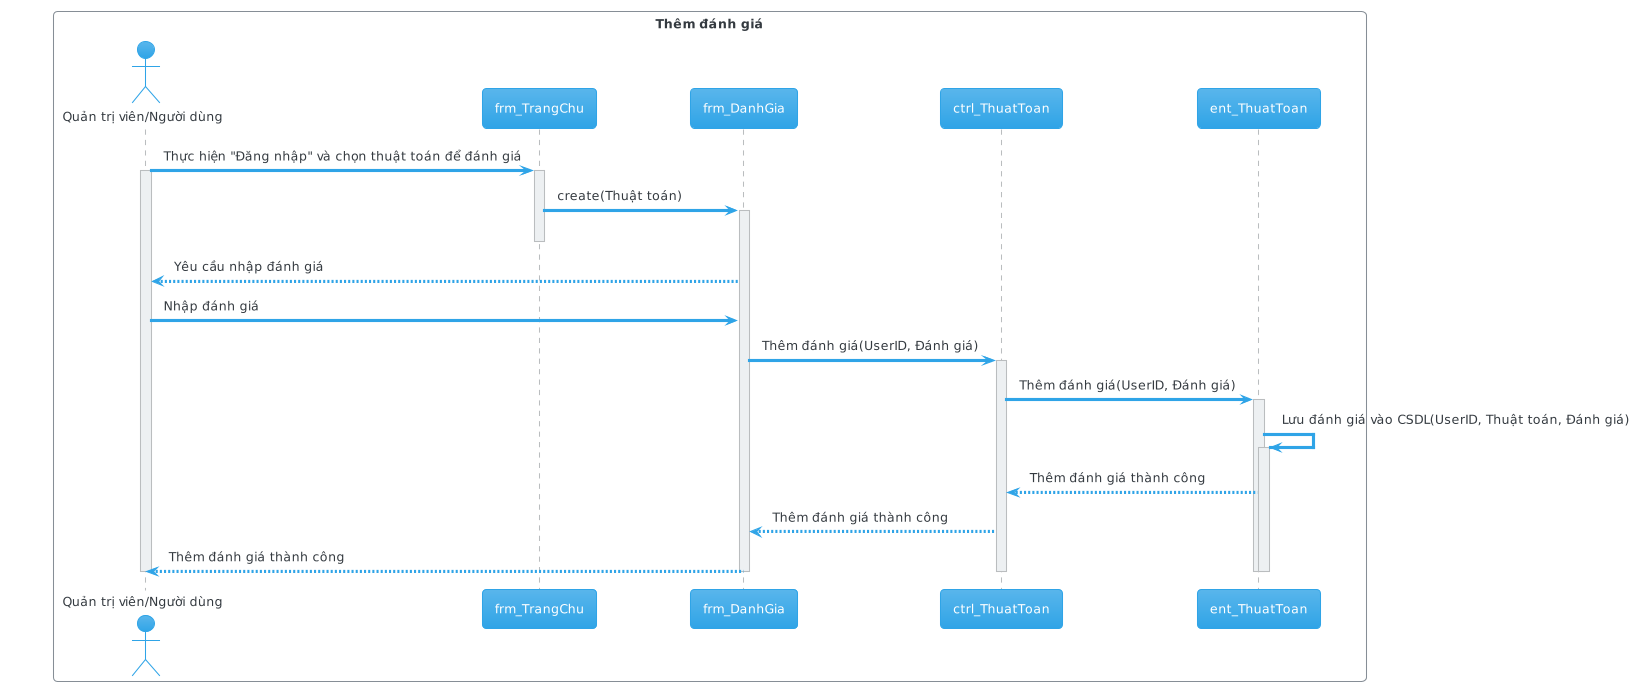 Thêm đánh giá
Quản trị viên/Người dùng
frm_TrangChu
frm_DanhGia
ctrl_ThuatToan
ent_ThuatToan
Thực hiện "Đăng nhập" và chọn thuật toán để đánh giá
create(Thuật toán)
Yêu cầu nhập đánh giá
Nhập đánh giá
Thêm đánh giá(UserID, Đánh giá)
Thêm đánh giá(UserID, Đánh giá)
Lưu đánh giá vào CSDL(UserID, Thuật toán, Đánh giá)
Thêm đánh giá thành công
Thêm đánh giá thành công
Thêm đánh giá thành công
Quản trị viên/Người dùng
frm_TrangChu
frm_DanhGia
ctrl_ThuatToan
ent_ThuatToan